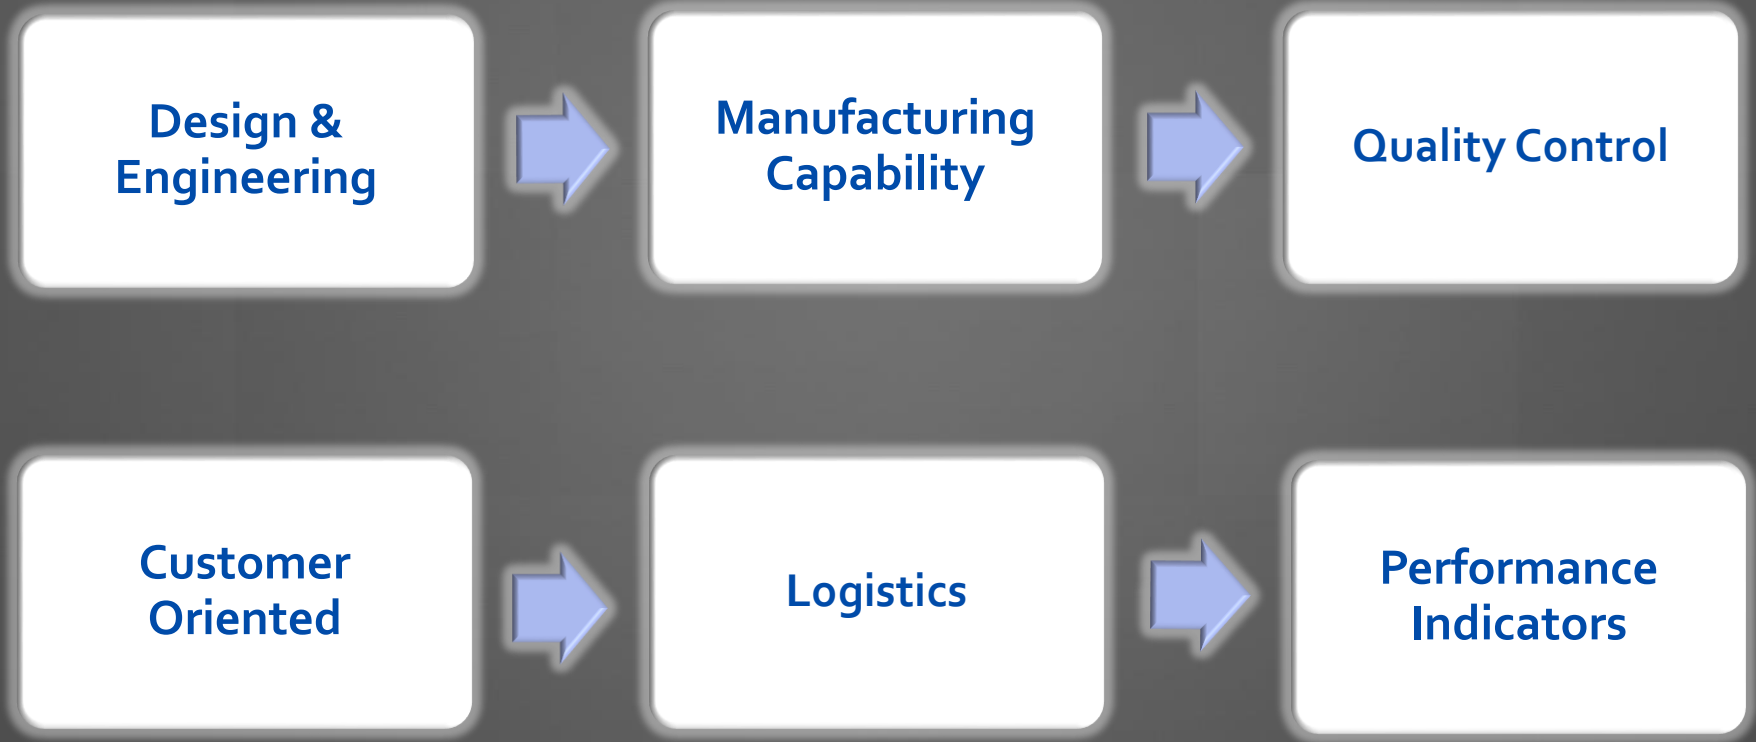 Design &
Engineering
Manufacturing
Capability
Quality Control
Customer
Oriented
Logistics
Performance
Indicators